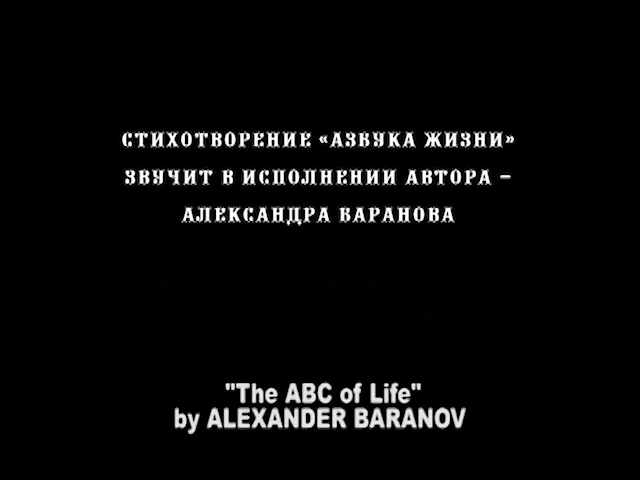 СТИХОТВОРЕНИЕ «АЗБУКА ЖИЗНИ»
ЗВУЧИТ В ИСПОЛНЕНИИ АВТОРА –
АЛЕКСАНДРА БАРАНОВА
"The ABC of Life"
by ALEXANDER BARANOV